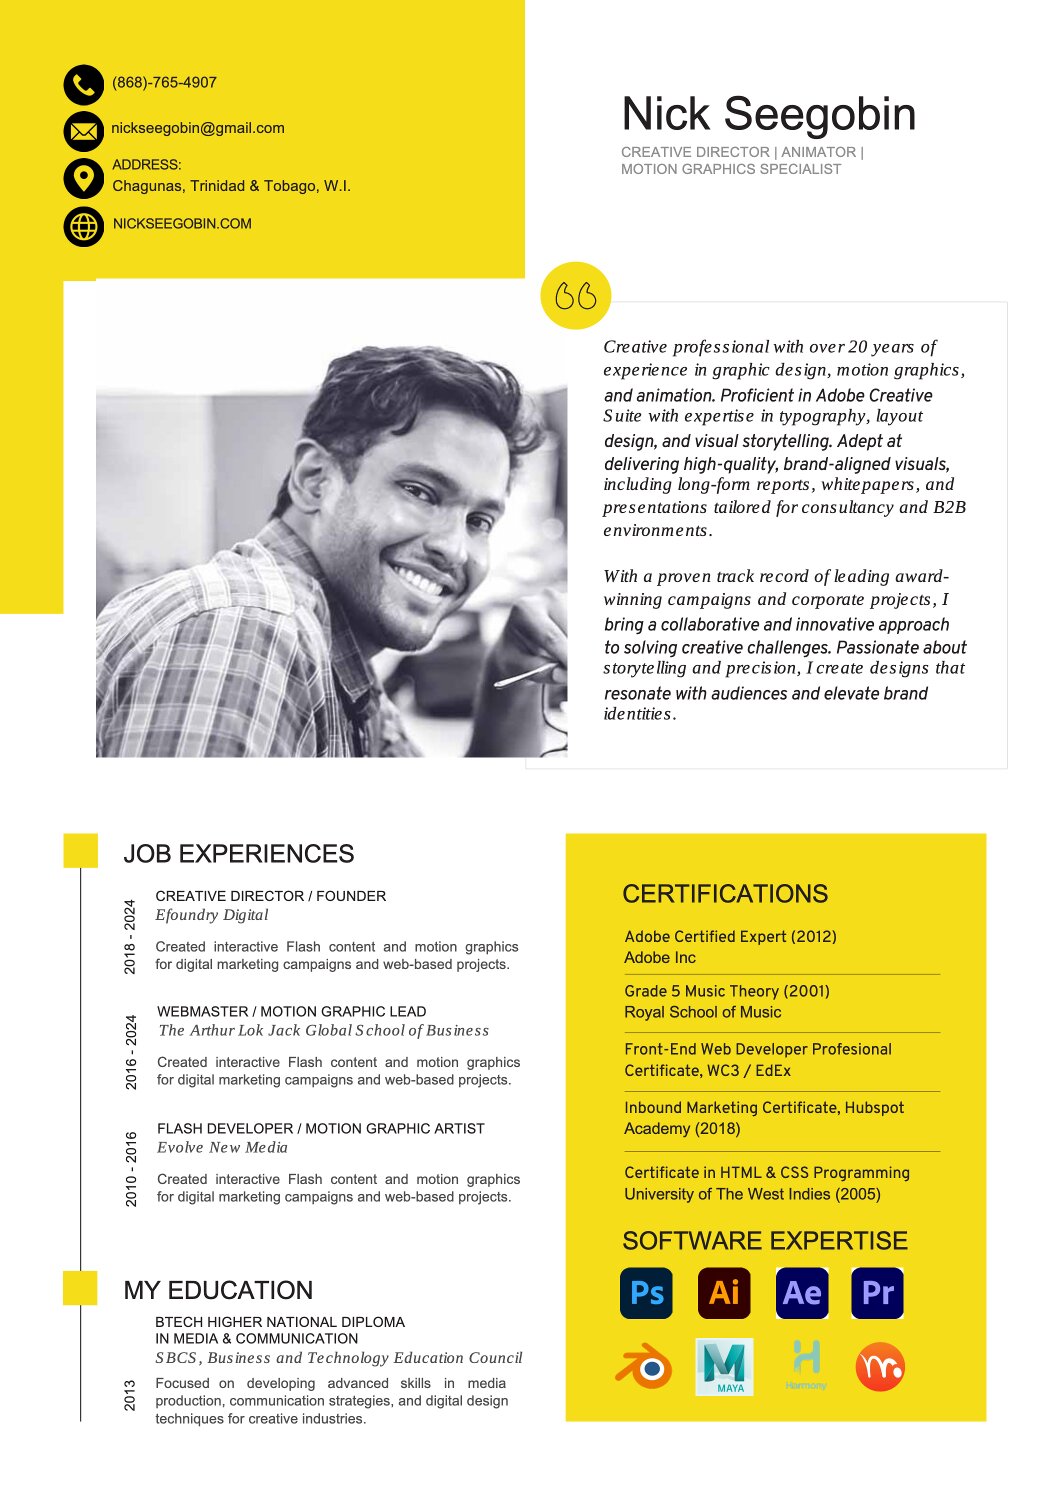 (868)-765-4907
nickseegobin@gmail.com
ADDRESS:
Chagunas, Trinidad & Tobago, W.I.
NICKSEEGOBIN.COM
Nick Seegobin
CREATIVE DIRECTOR | ANIMATOR |
MOTION GRAPHICS SPECIALIST
Creative professional with over 20 years of
experience in graphic design, motion graphics,
and animation. Proficient in Adobe Creative
Suite with expertise in typography, layout
design, and visual storytelling. Adept at
delivering high-quality, brand-aligned visuals,
including long-form reports, whitepapers, and
presentations tailored for consultancy and B2B
environments.
With a proven track record of leading award-
winning campaigns and corporate projects, I
bring a collaborative and innovative approach
to solving creative challenges. Passionate about
storytelling and precision, I create designs that
resonate with audiences and elevate brand
identities.
JOB EXPERIENCES
2018 - 2024
CREATIVE DIRECTOR / FOUNDER
Efoundry Digital
Created interactive Flash content and motion graphics
for digital marketing campaigns and web-based projects.
2016 - 2024
WEBMASTER / MOTION GRAPHIC LEAD
The Arthur Lok Jack Global School of Business
Created interactive Flash content and motion graphics
for digital marketing campaigns and web-based projects.
2010 - 2016
FLASH DEVELOPER / MOTION GRAPHIC ARTIST
Evolve New Media
Created interactive Flash content and motion graphics
for digital marketing campaigns and web-based projects.
MY EDUCATION
BTECH HIGHER NATIONAL DIPLOMA
IN MEDIA & COMMUNICATION
SBCS, Business and Technology Education Council
2013
Focused on developing advanced skills in media
production, communication strategies, and digital design
techniques for creative industries.
CERTIFICATIONS
Adobe Certified Expert (2012)
Adobe Inc
Grade 5 Music Theory (2001)
Royal School of Music
Front-End Web Developer Profesional
Certificate, WC3 / EdEx
Inbound Marketing Certificate, Hubspot
Academy (2018)
Certificate in HTML & CSS Programming
University of The West Indies (2005)
SOFTWARE EXPERTISE
Ps Ai Ae Pr
M
MAYA
Harmony
m.